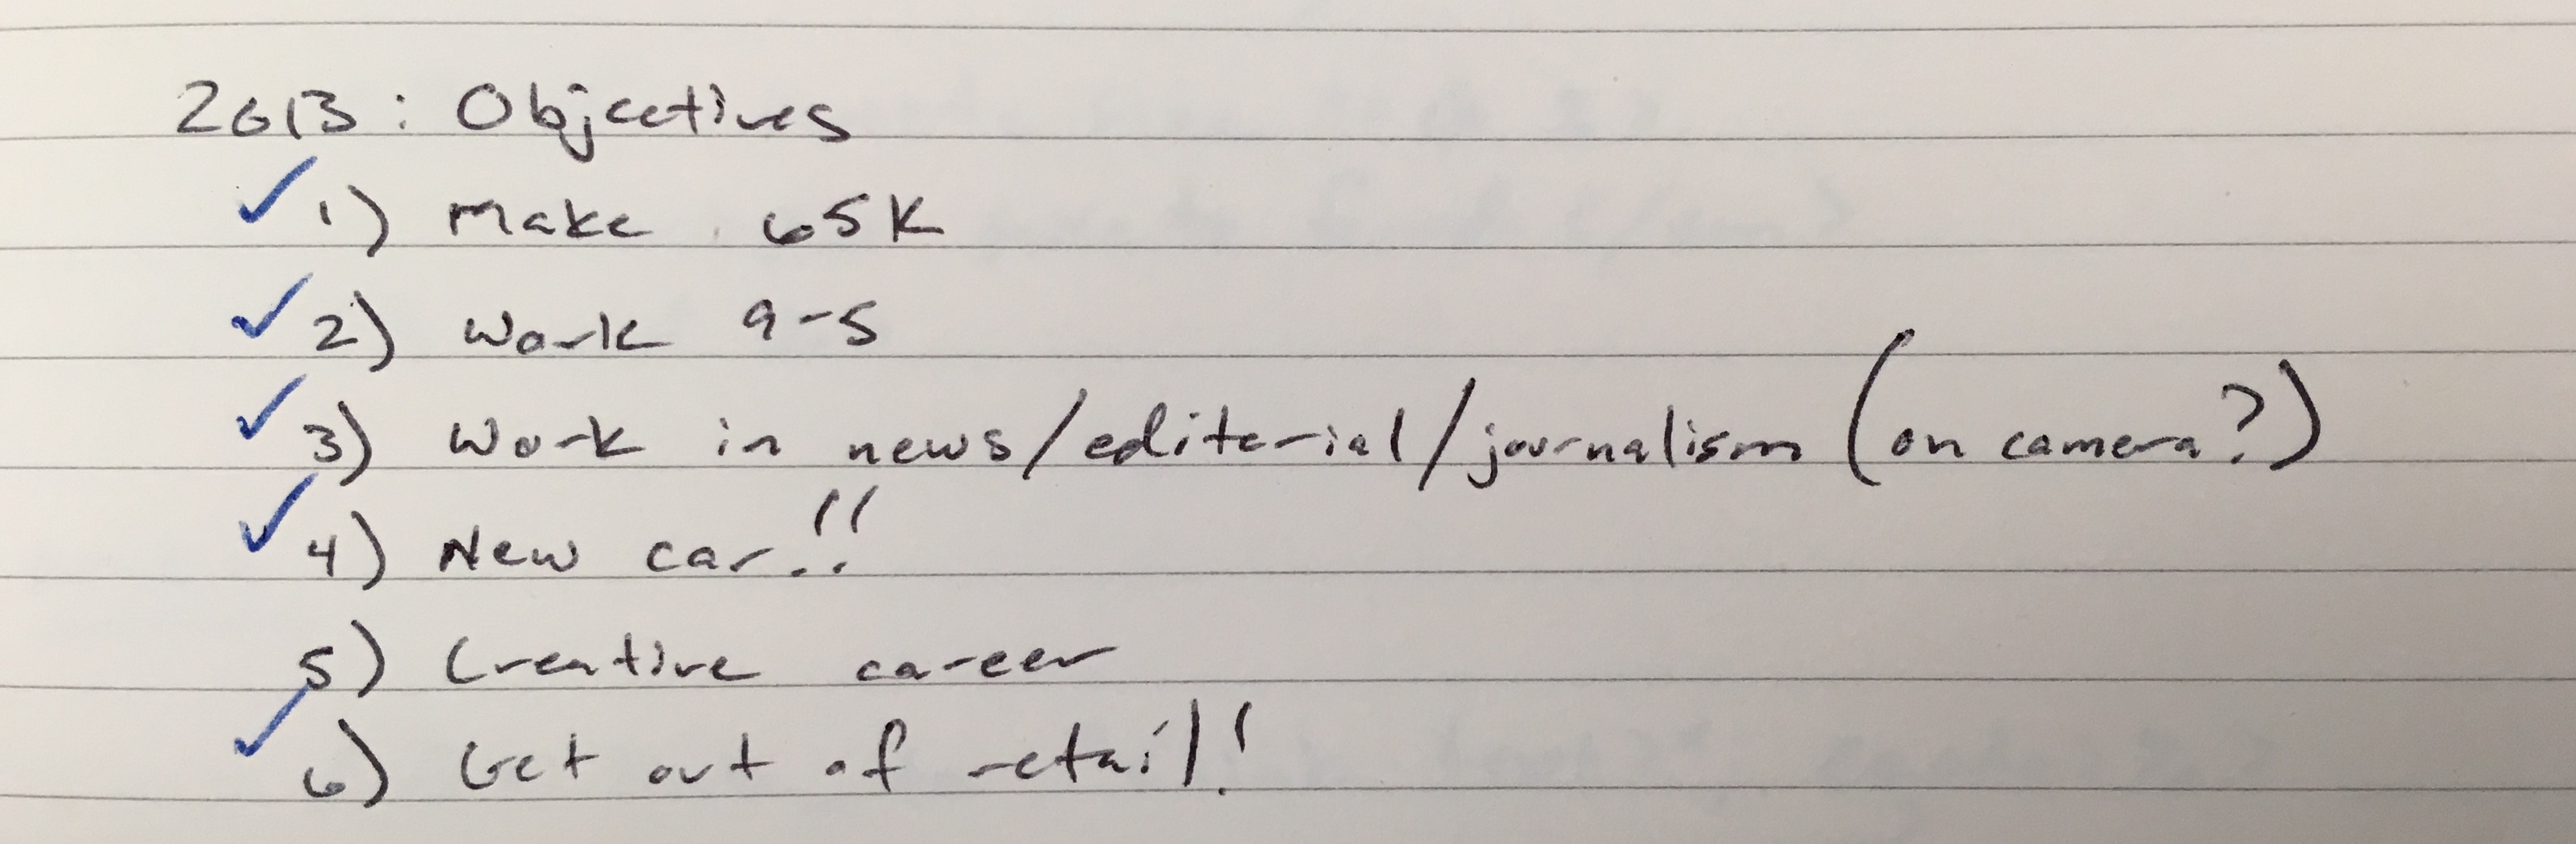 2013: Objectives
✓ 1) Make 65K
✓ 2) Work 9-5
✓ 3) Work in news/editorial/journalism (on camera?)
✓ 4) New car!!
5) Creative career
✓ 6) Get out of retail!